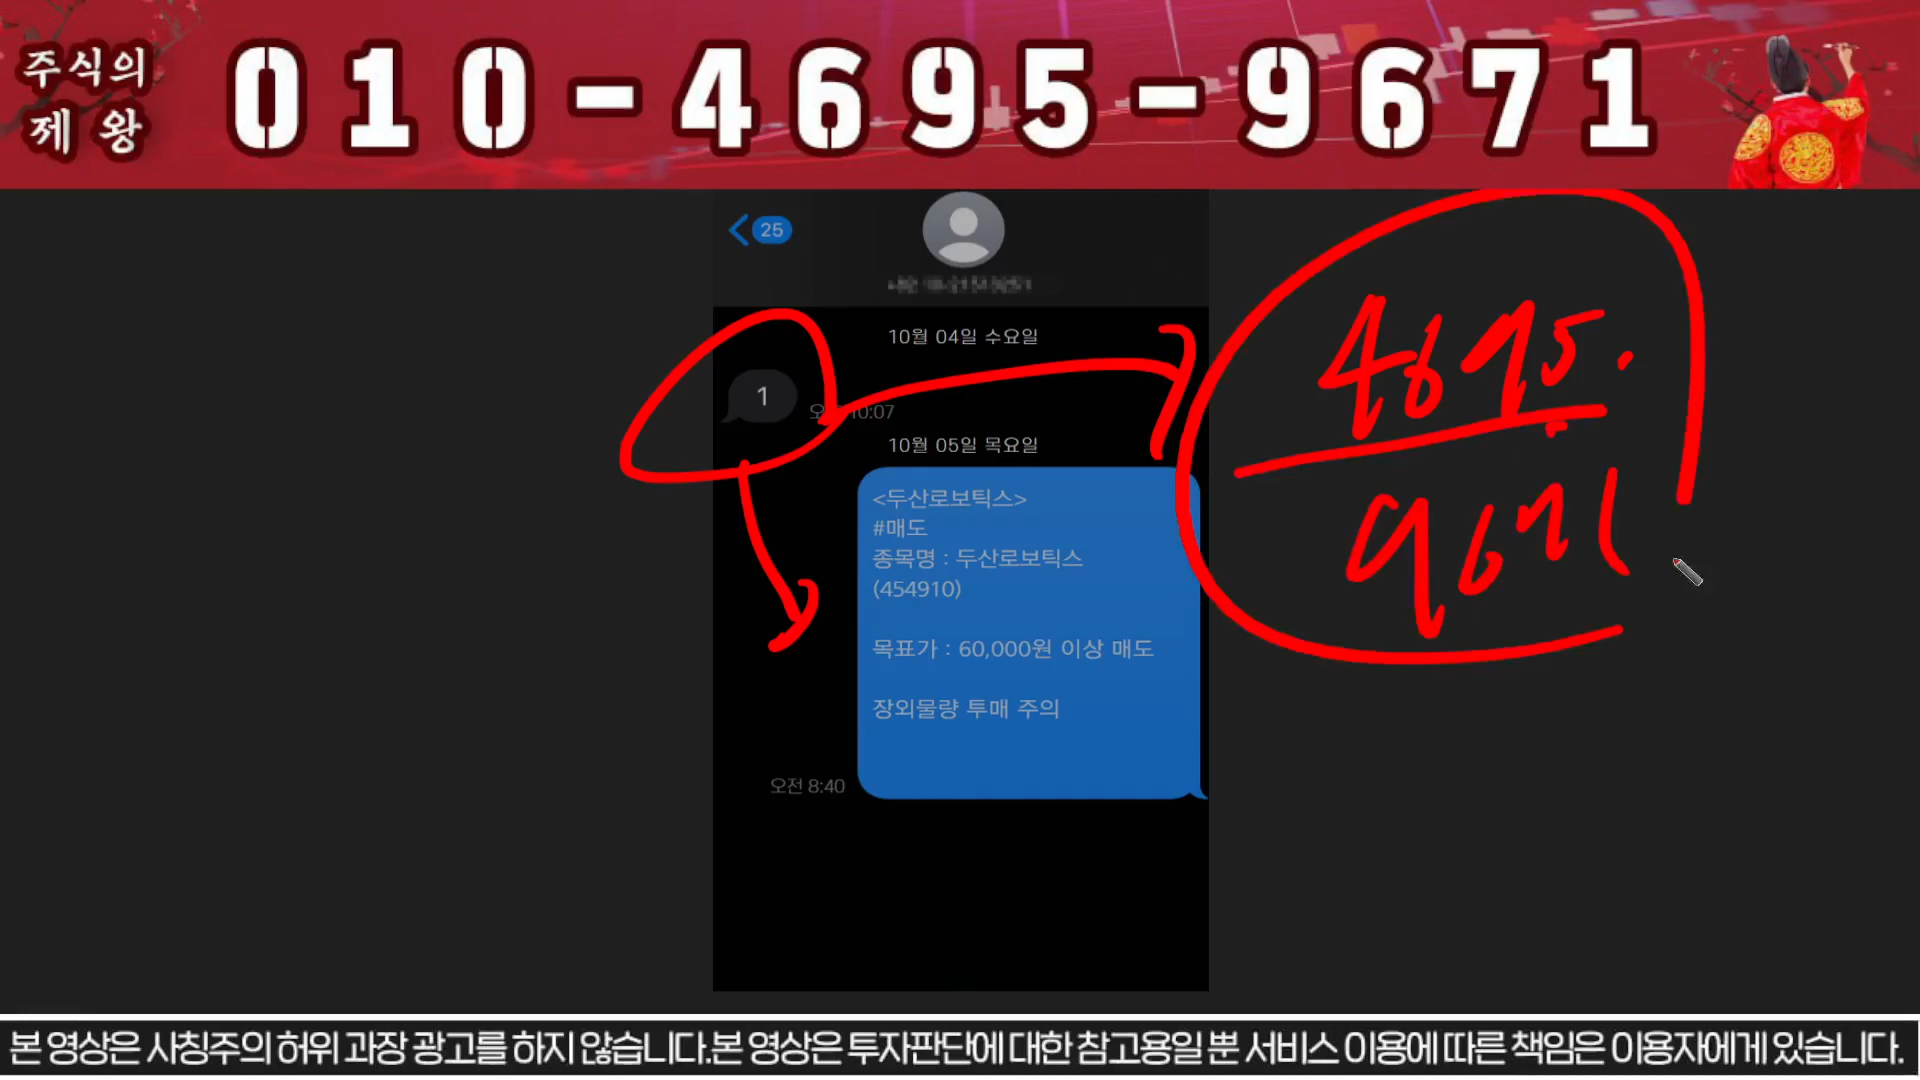 주식의
제왕
010-4695-9671
25
10월 04일 수요일
1
10:07
10월 05일 목요일
<두산로보틱스>
#매도
종목명 : 두산로보틱스
(454910)
목표가 : 60,000원 이상 매도
장외물량 투매 주의
오전 8:40
4695.
9671
본 영상은 사칭주의 허위 과장 광고를 하지 않습니다.본 영상은 투자판단에 대한 참고용일 뿐 서비스 이용에 따른 책임은 이용자에게 있습니다.